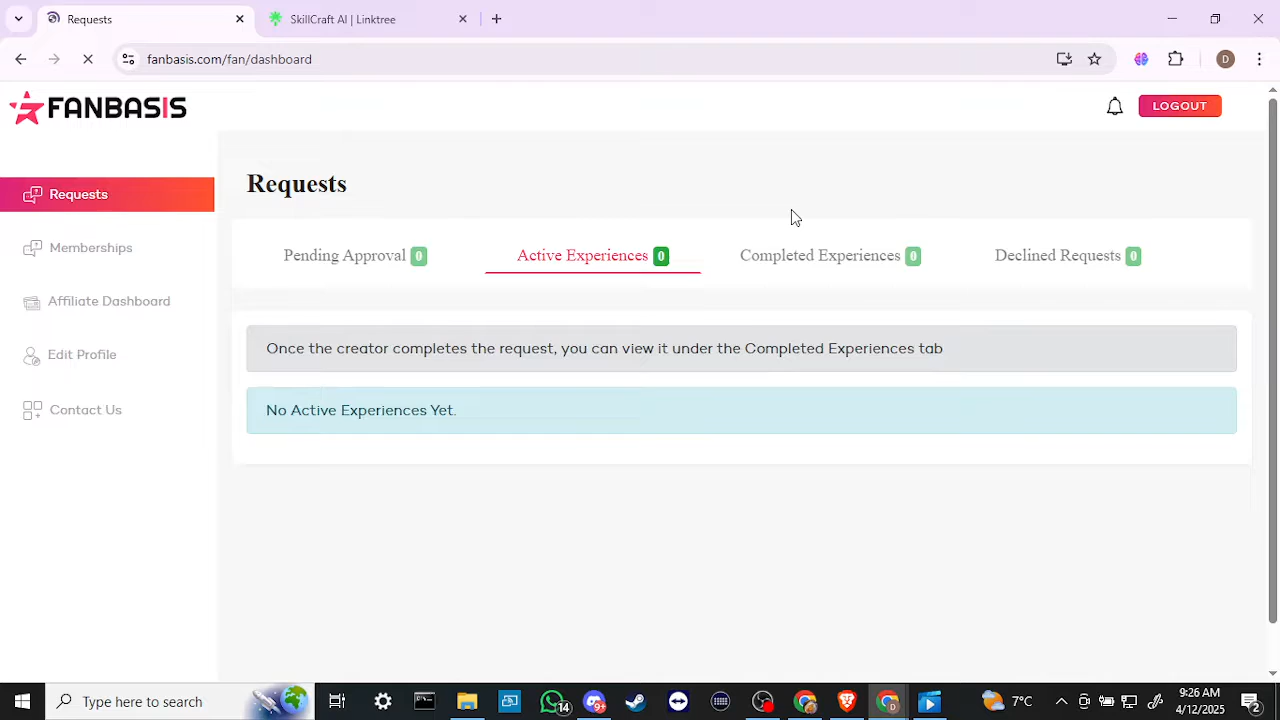 Requests
SkillCraft AI | Linktree
fanbasis.com/fan/dashboard
D
FANBASIS
LOGOUT
Requests
Memberships
Affiliate Dashboard
Edit Profile
Contact Us
Requests
Pending Approval 0
Active Experiences 0
Completed Experiences 0
Declined Requests 0
Once the creator completes the request, you can view it under the Completed Experiences tab
No Active Experiences Yet.
Type here to search
14
9+
D
7°C
9:26 AM
4/12/2025
2